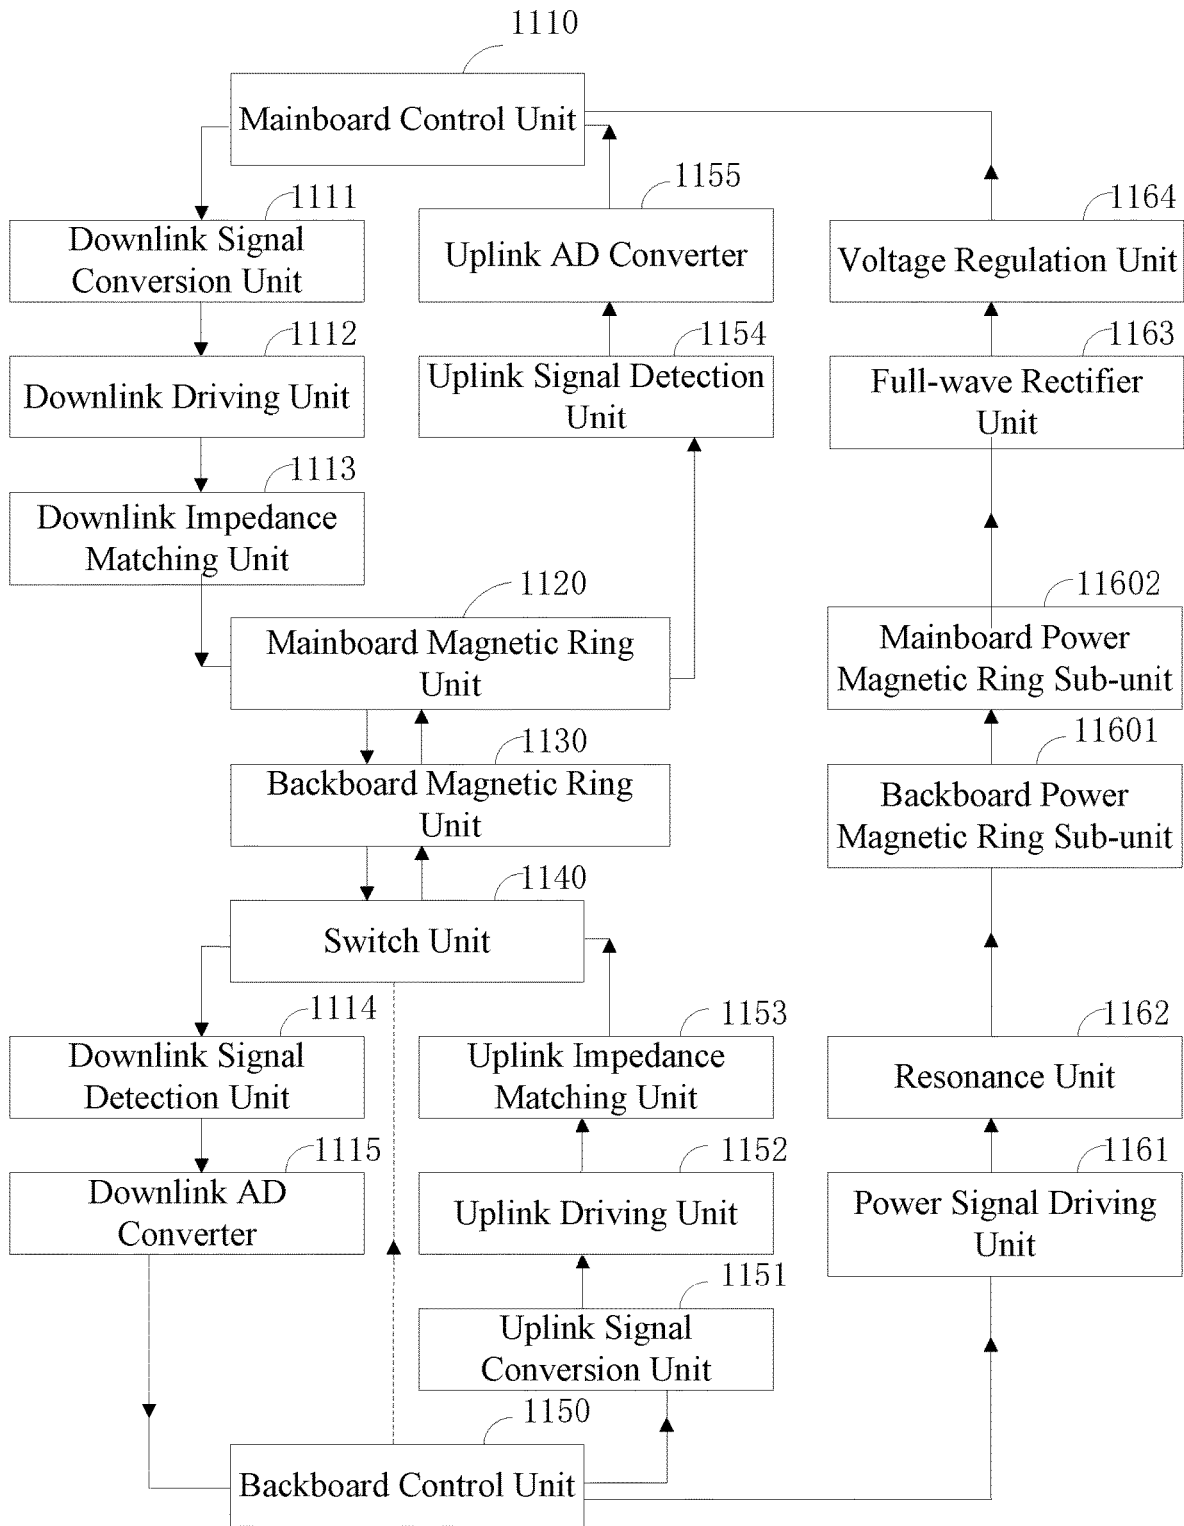 1110
Mainboard Control Unit
1155
1111
1164
Downlink Signal
Conversion Unit
Uplink AD Converter
Voltage Regulation Unit
1112
1154
1163
Downlink Driving Unit
Uplink Signal Detection
Unit
Full-wave Rectifier
Unit
1113
Downlink Impedance
Matching Unit
1120
11602
Mainboard Magnetic Ring
Unit
Mainboard Power
Magnetic Ring Sub-unit
1130
11601
Backboard Magnetic Ring
Unit
Backboard Power
Magnetic Ring Sub-unit
1140
Switch Unit
1114
1153
1162
Downlink Signal
Detection Unit
Uplink Impedance
Matching Unit
Resonance Unit
1115
1152
1161
Downlink AD
Converter
Uplink Driving Unit
Power Signal Driving
Unit
1151
Uplink Signal
Conversion Unit
1150
Backboard Control Unit